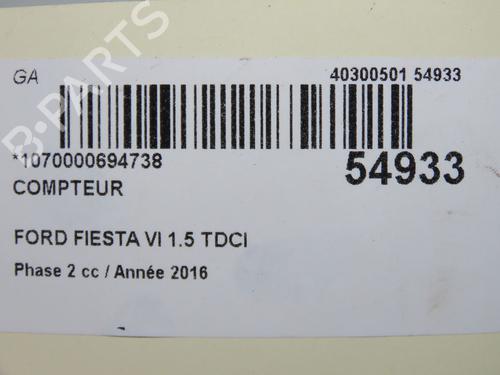 GA
40300501 54933
*1070000694738
54933
COMPTEUR
FORD FIESTA VI 1.5 TDCI
Phase 2 cc / Année 2016
B-PARTS